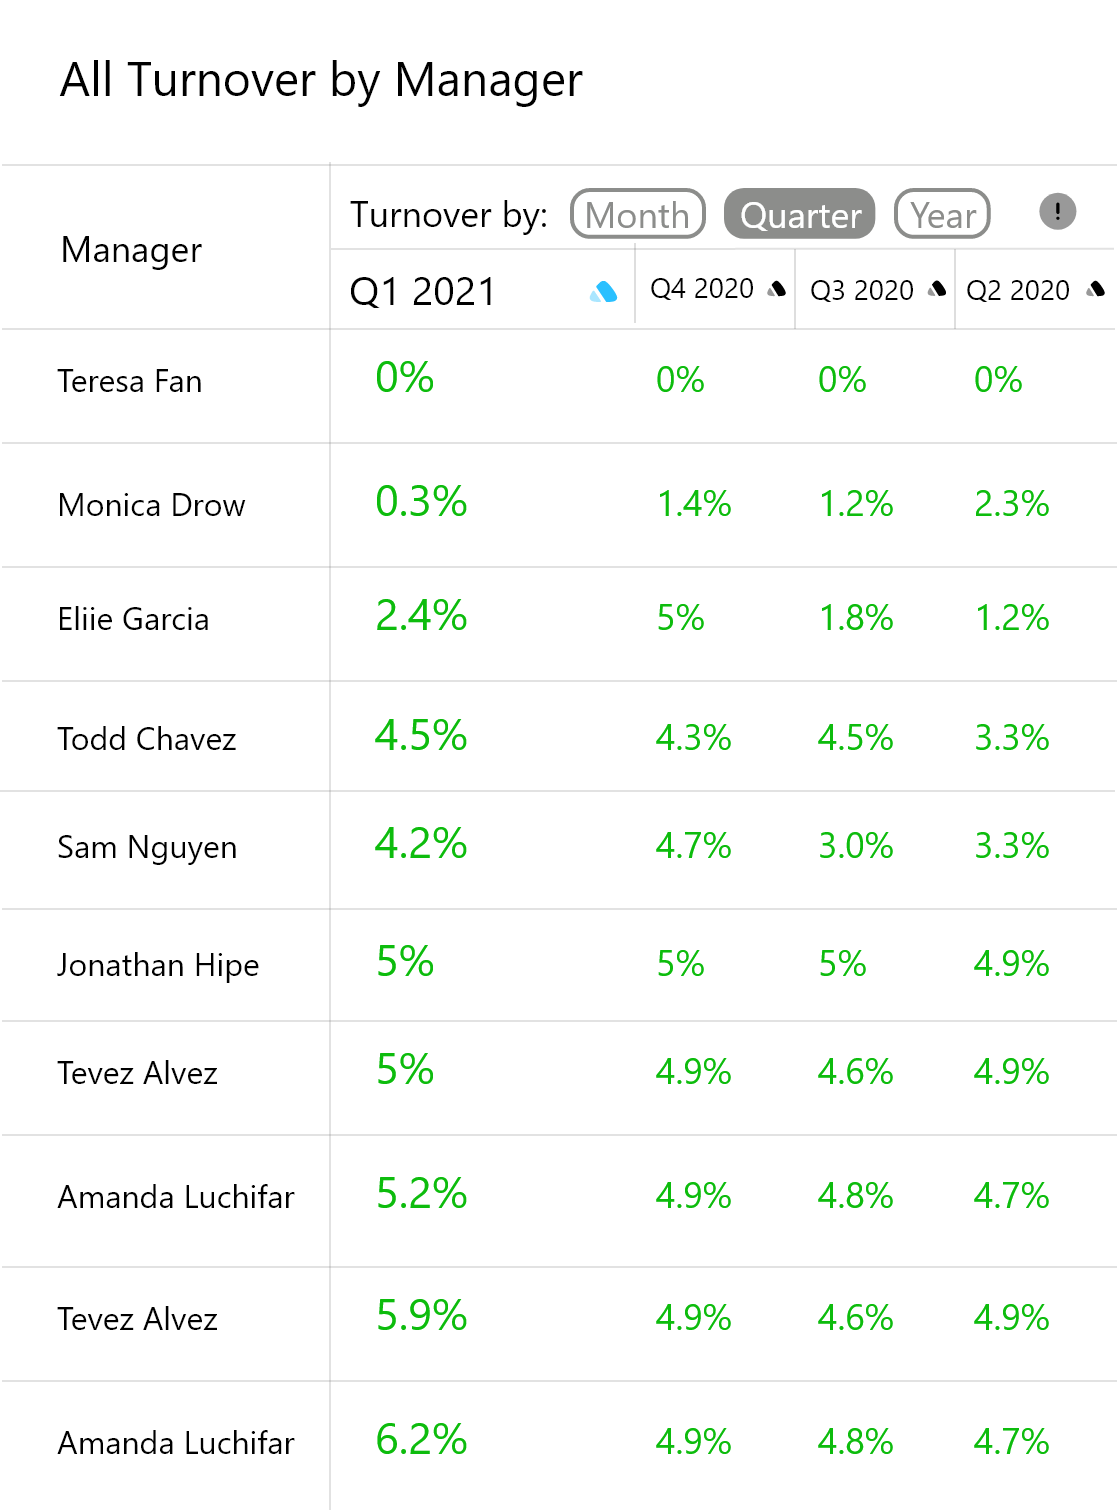 All Turnover by Manager
Manager
Turnover by: Month Quarter Year !
Q1 2021 Q4 2020 Q3 2020 Q2 2020
Teresa Fan 0% 0% 0% 0%
Monica Drow 0.3% 1.4% 1.2% 2.3%
Eliie Garcia 2.4% 5% 1.8% 1.2%
Todd Chavez 4.5% 4.3% 4.5% 3.3%
Sam Nguyen 4.2% 4.7% 3.0% 3.3%
Jonathan Hipe 5% 5% 5% 4.9%
Tevez Alvez 5% 4.9% 4.6% 4.9%
Amanda Luchifar 5.2% 4.9% 4.8% 4.7%
Tevez Alvez 5.9% 4.9% 4.6% 4.9%
Amanda Luchifar 6.2% 4.9% 4.8% 4.7%